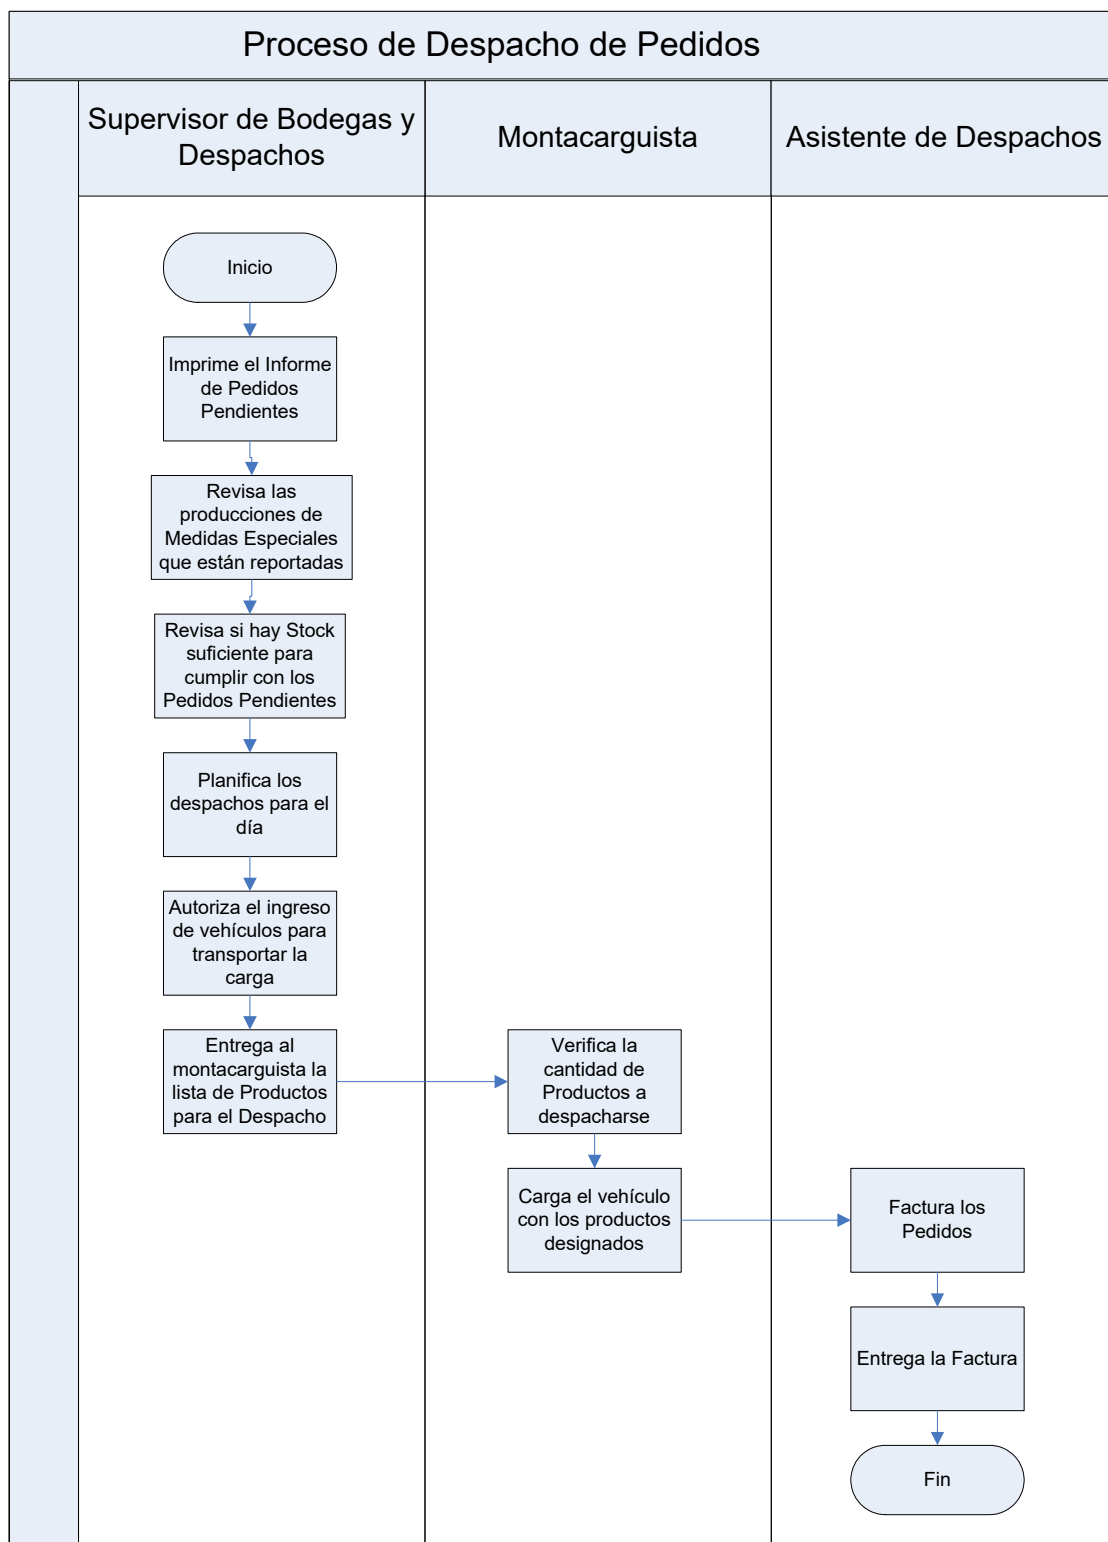 Proceso de Despacho de Pedidos
Supervisor de Bodegas y
Despachos
Montacarguista
Asistente de Despachos
Inicio
Imprime el Informe
de Pedidos
Pendientes
Revisa las
producciones de
Medidas Especiales
que están reportadas
Revisa si hay Stock
suficiente para
cumplir con los
Pedidos Pendientes
Planifica los
despachos para el
día
Autoriza el ingreso
de vehículos para
transportar la
carga
Entrega al
montacarguista la
lista de Productos
para el Despacho
Verifica la
cantidad de
Productos a
despacharse
Carga el vehículo
con los productos
designados
Factura los
Pedidos
Entrega la Factura
Fin